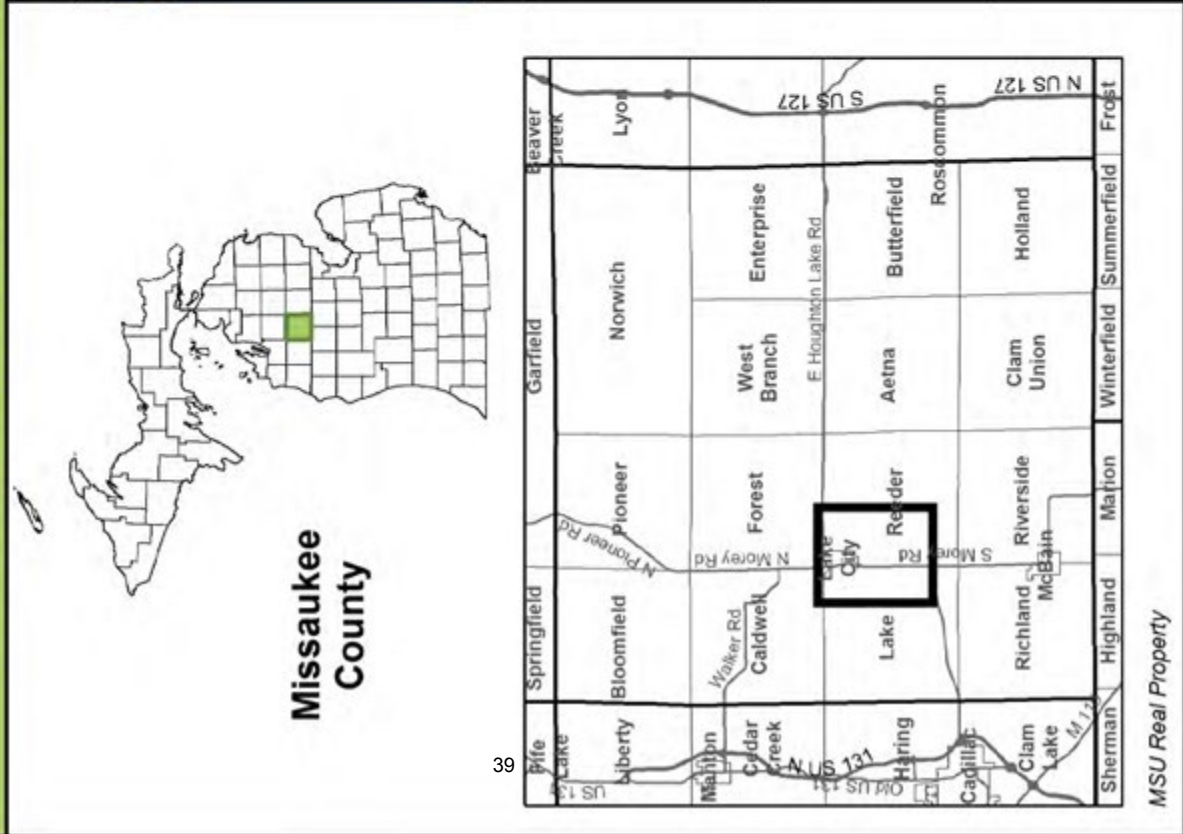 Missaukee
County
39
Fife
Lake
Springfield
Garfield
Beaver
Creek
US 131
N Pioneer Rd
Liberty
Bloomfield
Pioneer
Norwich
Lyon
Manton
Walker Rd
N Morey Rd
Cedar
Creek
Caldwell
Forest
West
Branch
Enterprise
N US 131
E Houghton Lake Rd
S US 127
Lake
City
Old US 131
Haring
Lake
Reeder
Aetna
Butterfield
S Morey Rd
Roscommon
Cadillac
Clam
Lake
Richland
McBain
Riverside
Clam
Union
Holland
N US 127
Sherman
Highland
Marion
Winterfield
Summerfield
Frost
MSU Real Property